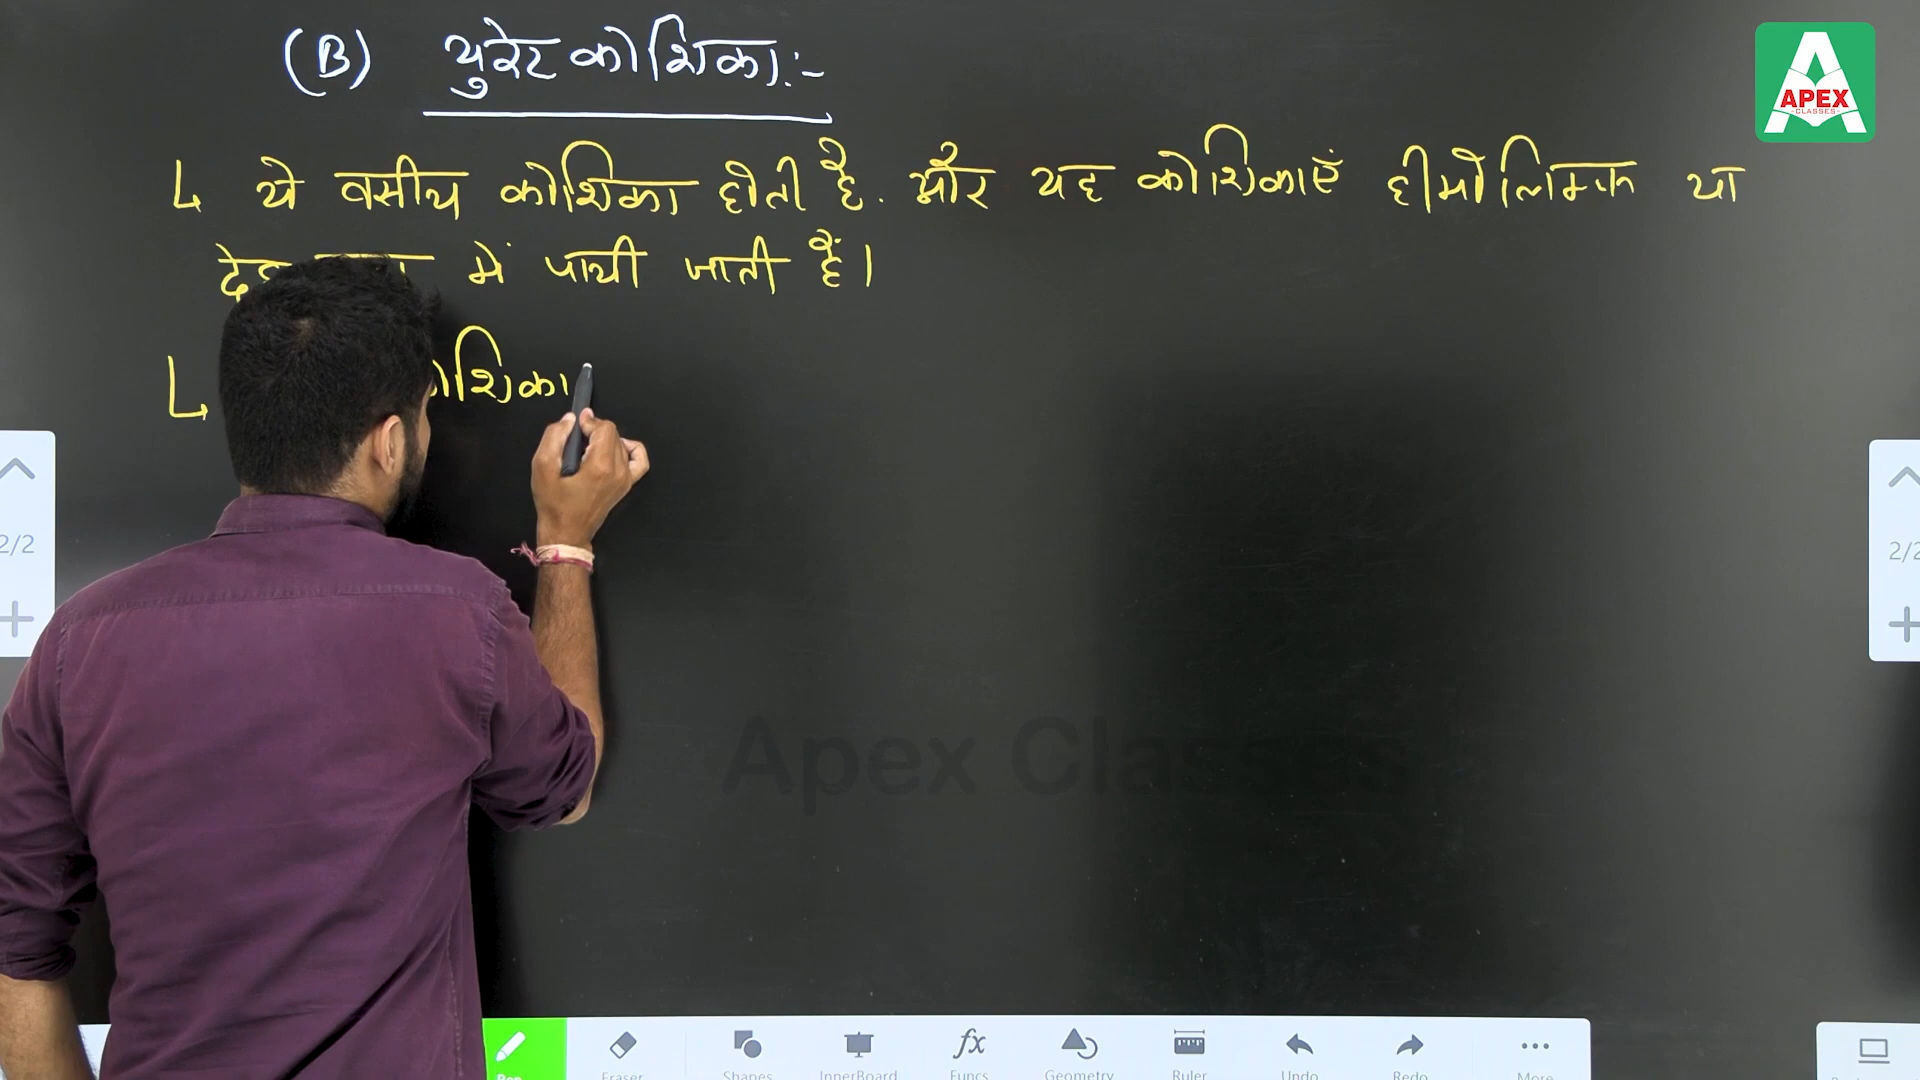 (B) युरेट कोशिका:-
APEX
CLASSES
ये वसीय कोशिका होती है. और यह कोशिकाएँ हीमोलिम्फ या
में पायी जाती हैं।
2/2
2/2
Apex Classes
Pen Eraser Shapes InnerBoard Funcs Geometry Ruler Undo Redo More